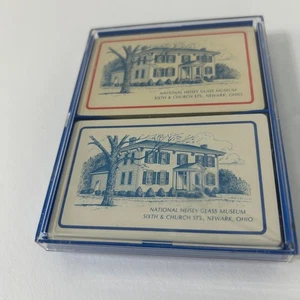 NATIONAL HEISEY GLASS MUSEUM
SIXTH & CHURCH STS., NEWARK, OHIO
NATIONAL HEISEY GLASS MUSEUM
SIXTH & CHURCH STS., NEWARK, OHIO